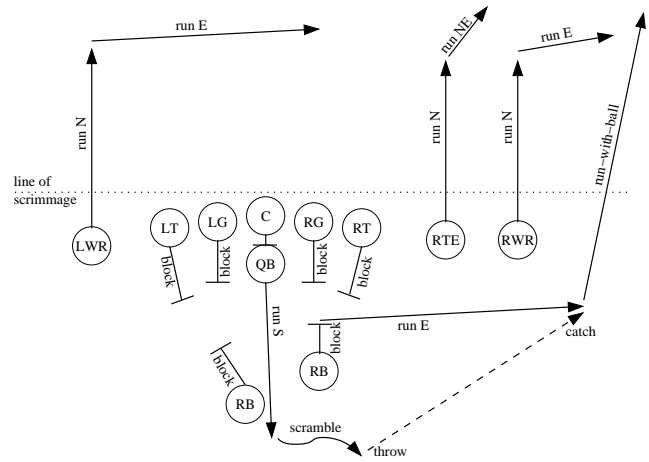 run E
run NE
run E
run N
run N
run N
run−with−ball
line of
scrimmage
LWR
LT
LG
C
RG
RT
RTE
RWR
QB
block
block
block
block
run S
block
run E
catch
block
RB
RB
scramble
throw